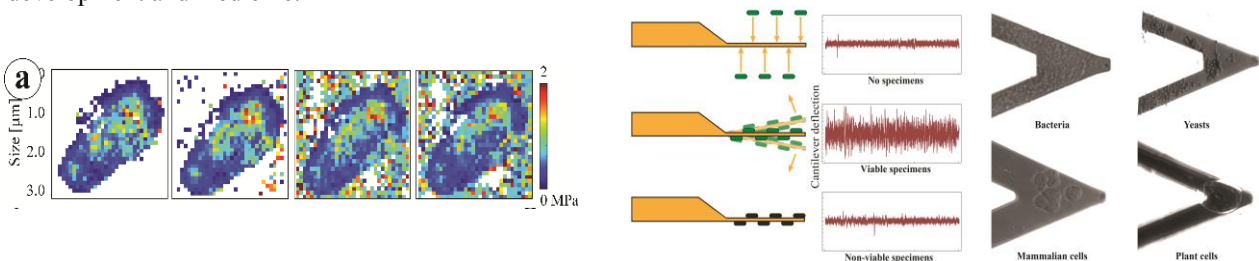 a
Size [µm]
1.0
2.0
3.0
2
0 MPa
Cantilever deflection
No specimens
Viable specimens
Non-viable specimens
Bacteria
Yeasts
Mammalian cells
Plant cells